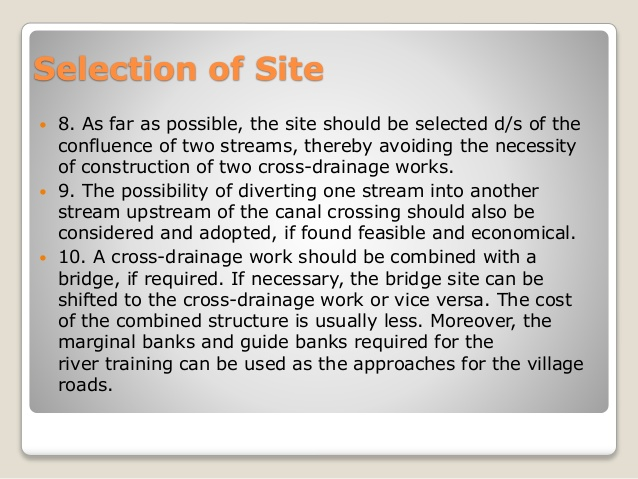 Selection of Site
• 8. As far as possible, the site should be selected d/s of the
confluence of two streams, thereby avoiding the necessity
of construction of two cross-drainage works.
• 9. The possibility of diverting one stream into another
stream upstream of the canal crossing should also be
considered and adopted, if found feasible and economical.
• 10. A cross-drainage work should be combined with a
bridge, if required. If necessary, the bridge site can be
shifted to the cross-drainage work or vice versa. The cost
of the combined structure is usually less. Moreover, the
marginal banks and guide banks required for the
river training can be used as the approaches for the village
roads.